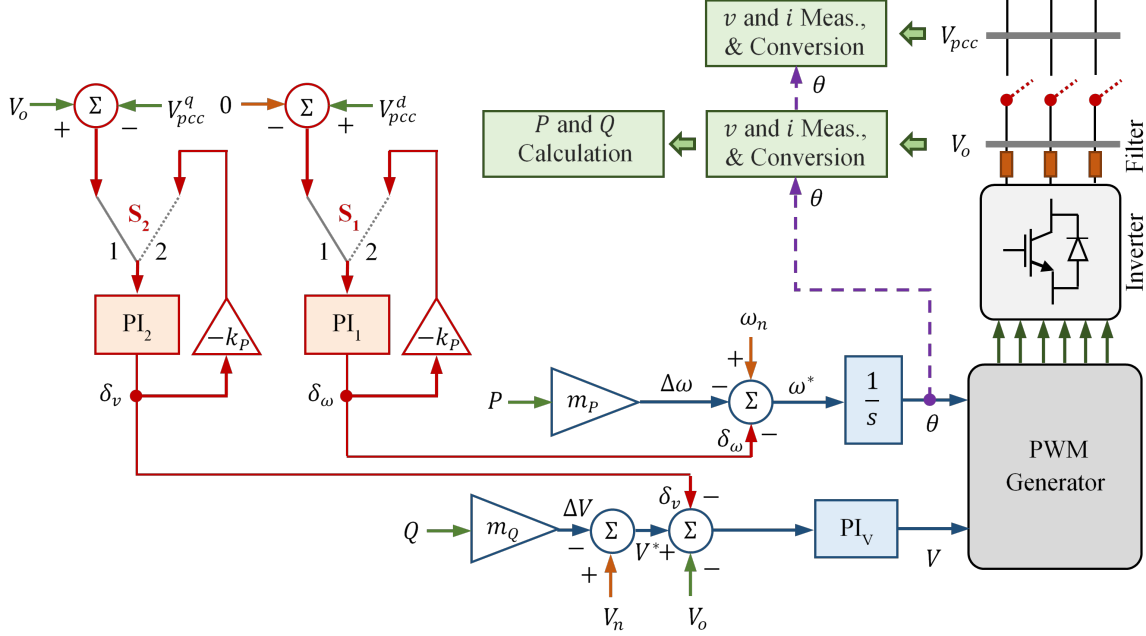 v and i Meas.,
& Conversion
V_pcc
θ
P and Q
Calculation
v and i Meas.,
& Conversion
V_o
θ
Filter
Inverter
V_o
Σ
V_pcc^q
+
−
0
Σ
V_pcc^d
−
+
S_2
1
2
S_1
1
2
PI_2
−k_P
PI_1
−k_P
δ_v
δ_ω
ω_n
+
P
m_P
Δω
−
Σ
ω*
1
s
θ
δ_ω
−
PWM
Generator
Q
m_Q
ΔV
−
Σ
V*
+
δ_v
−
Σ
PI_V
V
+
−
V_n
V_o